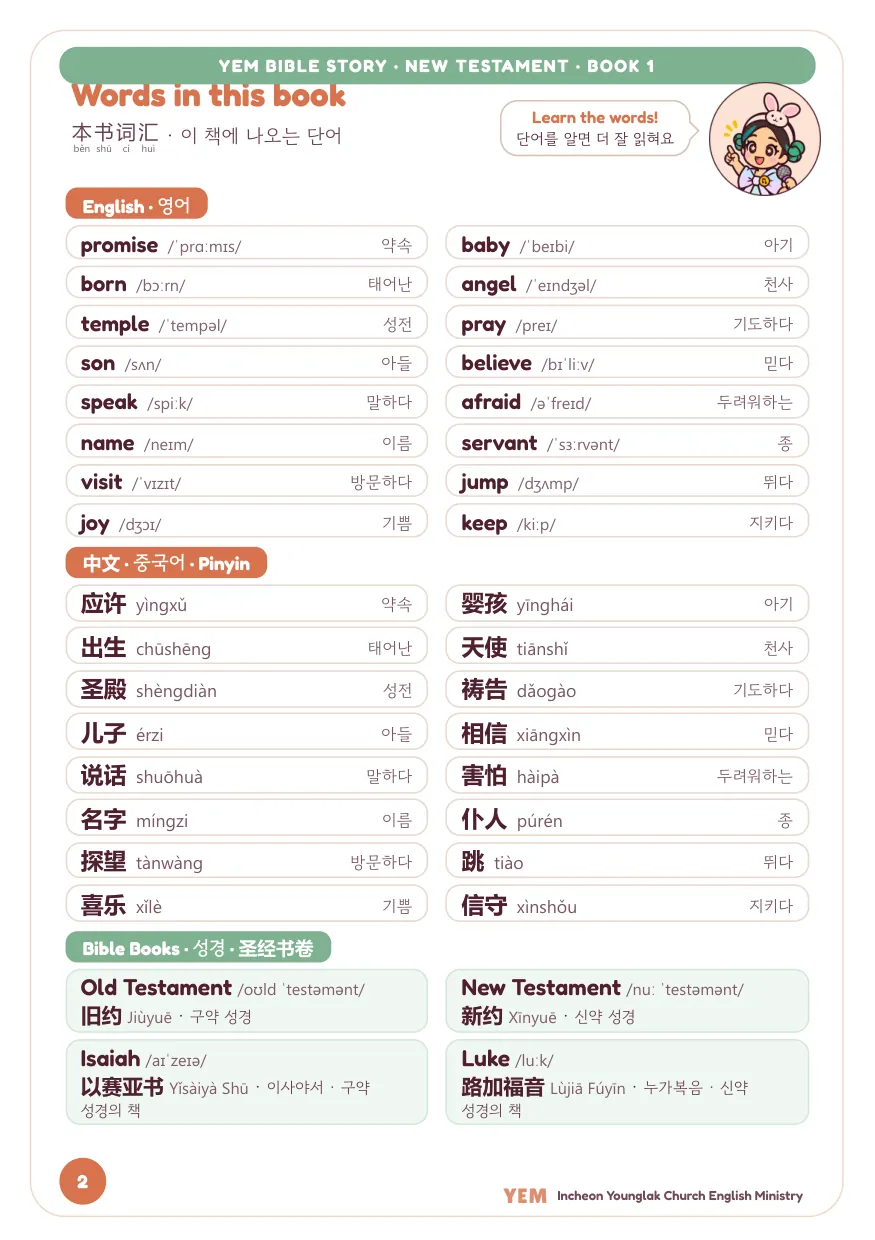 YEM BIBLE STORY · NEW TESTAMENT · BOOK 1
Words in this book
本书词汇 · 이 책에 나오는 단어
běn shū cí huì
Learn the words!
단어를 알면 더 잘 읽혀요
English · 영어
promise /ˈprɑːmɪs/ 약속
baby /ˈbeɪbi/ 아기
born /bɔːrn/ 태어난
angel /ˈeɪndʒəl/ 천사
temple /ˈtempəl/ 성전
pray /preɪ/ 기도하다
son /sʌn/ 아들
believe /bɪˈliːv/ 믿다
speak /spiːk/ 말하다
afraid /əˈfreɪd/ 두려워하는
name /neɪm/ 이름
servant /ˈsɜːrvənt/ 종
visit /ˈvɪzɪt/ 방문하다
jump /dʒʌmp/ 뛰다
joy /dʒɔɪ/ 기쁨
keep /kiːp/ 지키다
中文 · 중국어 · Pinyin
应许 yìngxǔ 약속
婴孩 yīnghái 아기
出生 chūshēng 태어난
天使 tiānshǐ 천사
圣殿 shèngdiàn 성전
祷告 dǎogào 기도하다
儿子 érzi 아들
相信 xiāngxìn 믿다
说话 shuōhuà 말하다
害怕 hàipà 두려워하는
名字 míngzi 이름
仆人 púrén 종
探望 tànwàng 방문하다
跳 tiào 뛰다
喜乐 xǐlè 기쁨
信守 xìnshǒu 지키다
Bible Books · 성경 · 圣经书卷
Old Testament /oʊld ˈtestəmənt/
旧约 Jiùyuē · 구약 성경
New Testament /nuː ˈtestəmənt/
新约 Xīnyuē · 신약 성경
Isaiah /aɪˈzeɪə/
以赛亚书 Yǐsàiyà Shū · 이사야서 · 구약
성경의 책
Luke /luːk/
路加福音 Lùjiā Fúyīn · 누가복음 · 신약
성경의 책
2
YEM Incheon Younglak Church English Ministry